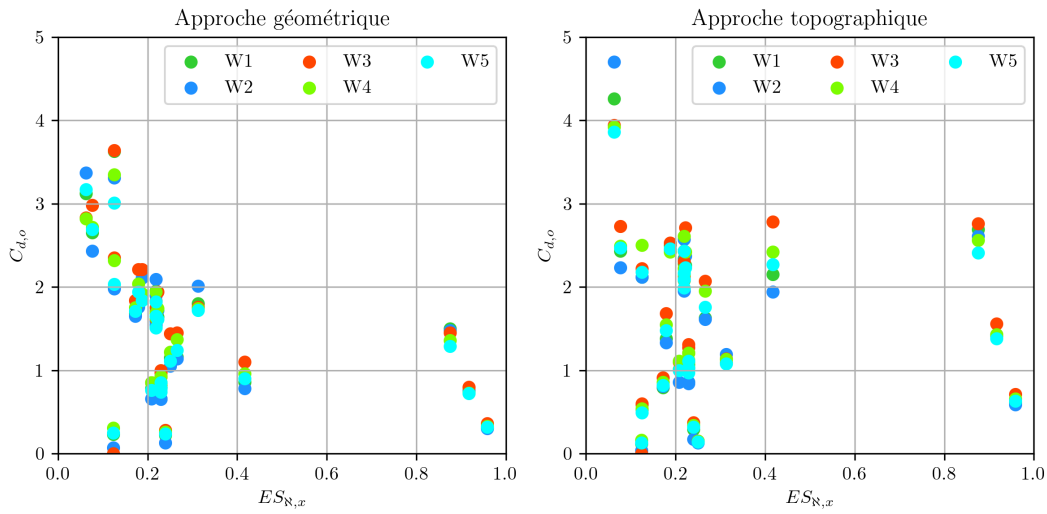 Approche géométrique
W1 W3 W5
W2 W4
5
4
3
2
1
0
C_{d,o}
0.0 0.2 0.4 0.6 0.8 1.0
ES_{ℵ,x}
Approche topographique
W1 W3 W5
W2 W4
5
4
3
2
1
0
C_{d,o}
0.0 0.2 0.4 0.6 0.8 1.0
ES_{ℵ,x}